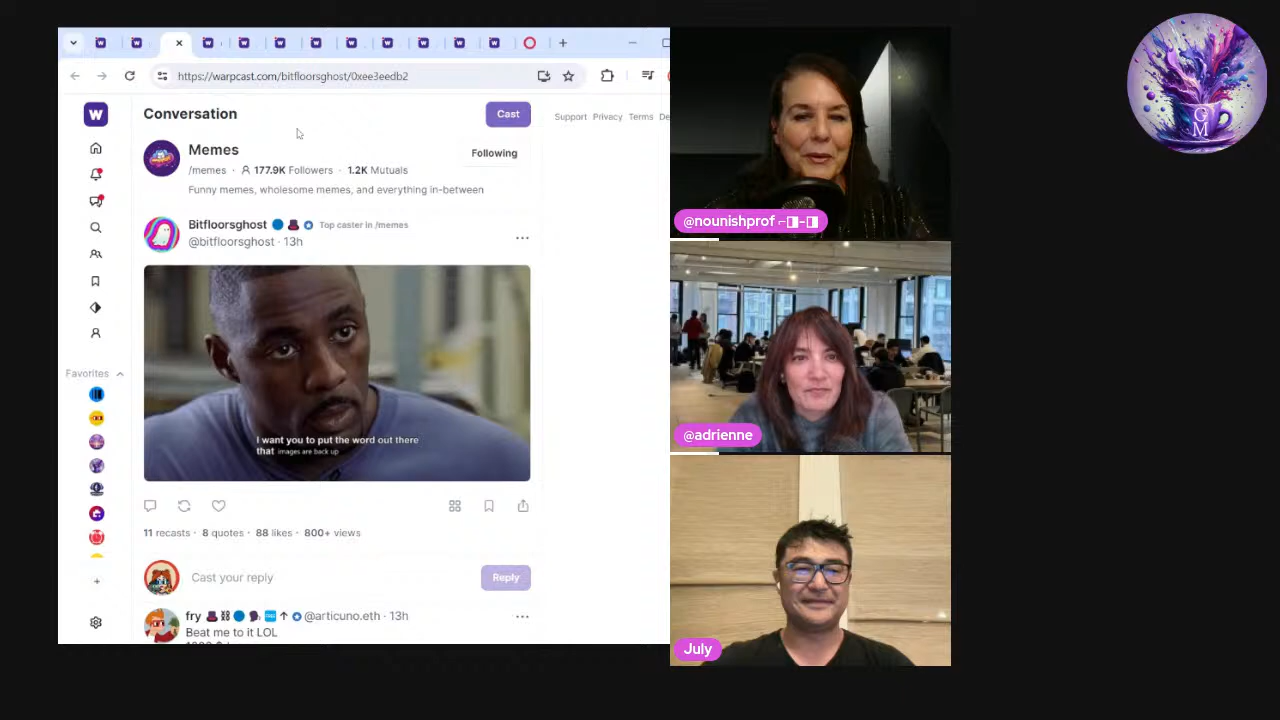 https://warpcast.com/bitfloorsghost/0xee3eedb2
W
Conversation
Cast
Support Privacy Terms De
Memes
Following
/memes · 177.9K Followers · 1.2K Mutuals
Funny memes, wholesome memes, and everything in-between
Bitfloorsghost Top caster in /memes
@bitfloorsghost · 13h
I want you to put the word out there
that images are back up
11 recasts · 8 quotes · 88 likes · 800+ views
Cast your reply
Reply
fry @articuno.eth · 13h
Beat me to it LOL
Favorites
@nounishprof ⌐◨-◨
@adrienne
July
GM